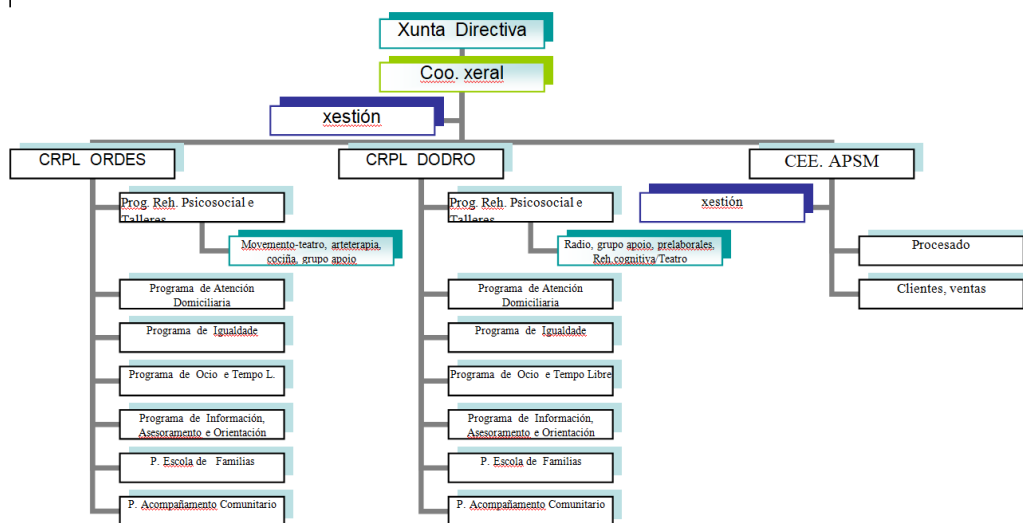 Xunta Directiva
Coo. xeral
xestión
CRPL ORDES
CRPL DODRO
CEE. APSM
Prog. Reh. Psicosocial e
Talleres
Movemento-teatro, arteterapia,
cociña, grupo apoio
Programa de Atención
Domiciliaria
Programa de Igualdade
Programa de Ocio e Tempo L.
Programa de Información,
Asesoramento e Orientación
P. Escola de Familias
P. Acompañamento Comunitario
Prog. Reh. Psicosocial e
Talleres
Radio, grupo apoio, prelaborales.
Reh.cognitiva/Teatro
Programa de Atención
Domiciliaria
Programa de Igualdade
Programa de Ocio e Tempo Libre
Programa de Información,
Asesoramento e Orientación
P. Escola de Familias
P. Acompañamento Comunitario
xestión
Procesado
Clientes, ventas